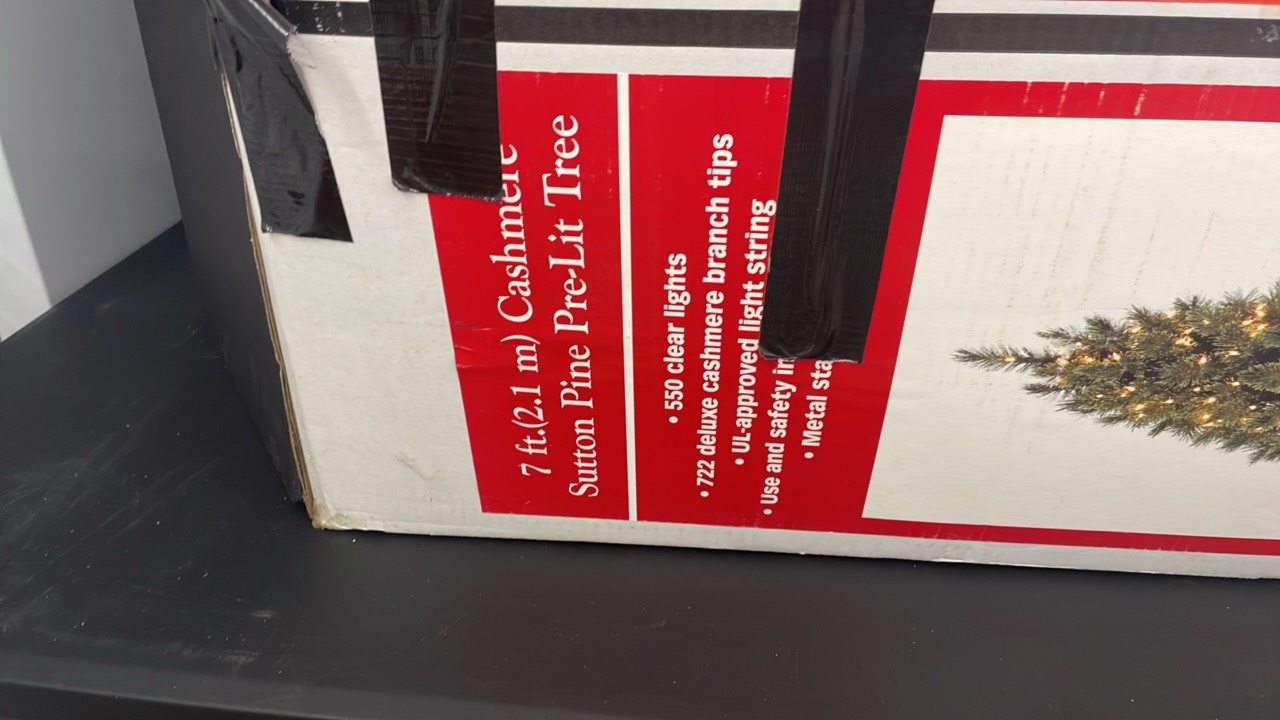 7 ft.(2.1 m) Cashmere
Sutton Pine Pre-Lit Tree
• 550 clear lights
• 722 deluxe cashmere branch tips
• UL-approved light string
• Use and safety
• Metal